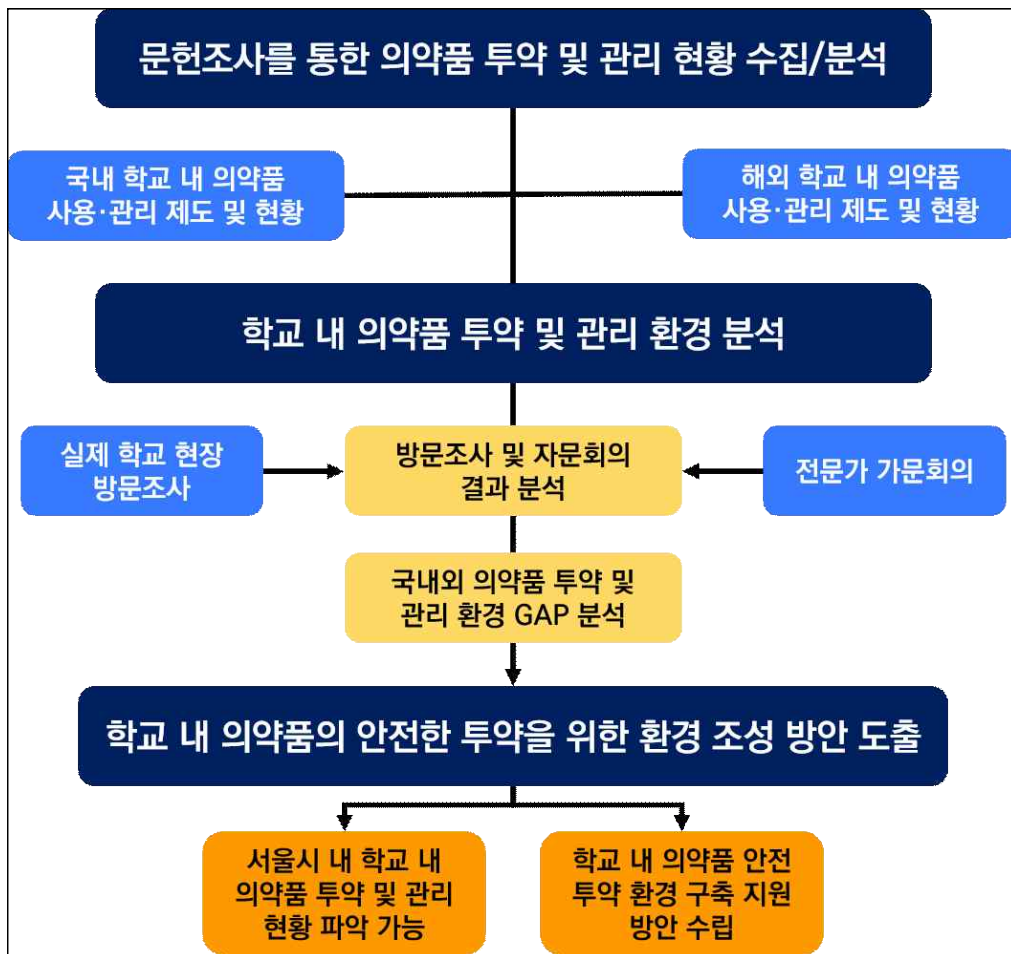 문헌조사를 통한 의약품 투약 및 관리 현황 수집/분석
국내 학교 내 의약품
사용·관리 제도 및 현황
해외 학교 내 의약품
사용·관리 제도 및 현황
학교 내 의약품 투약 및 관리 환경 분석
실제 학교 현장
방문조사
방문조사 및 자문회의
결과 분석
전문가 가문회의
국내외 의약품 투약 및
관리 환경 GAP 분석
학교 내 의약품의 안전한 투약을 위한 환경 조성 방안 도출
서울시 내 학교 내
의약품 투약 및 관리
현황 파악 가능
학교 내 의약품 안전
투약 환경 구축 지원
방안 수립